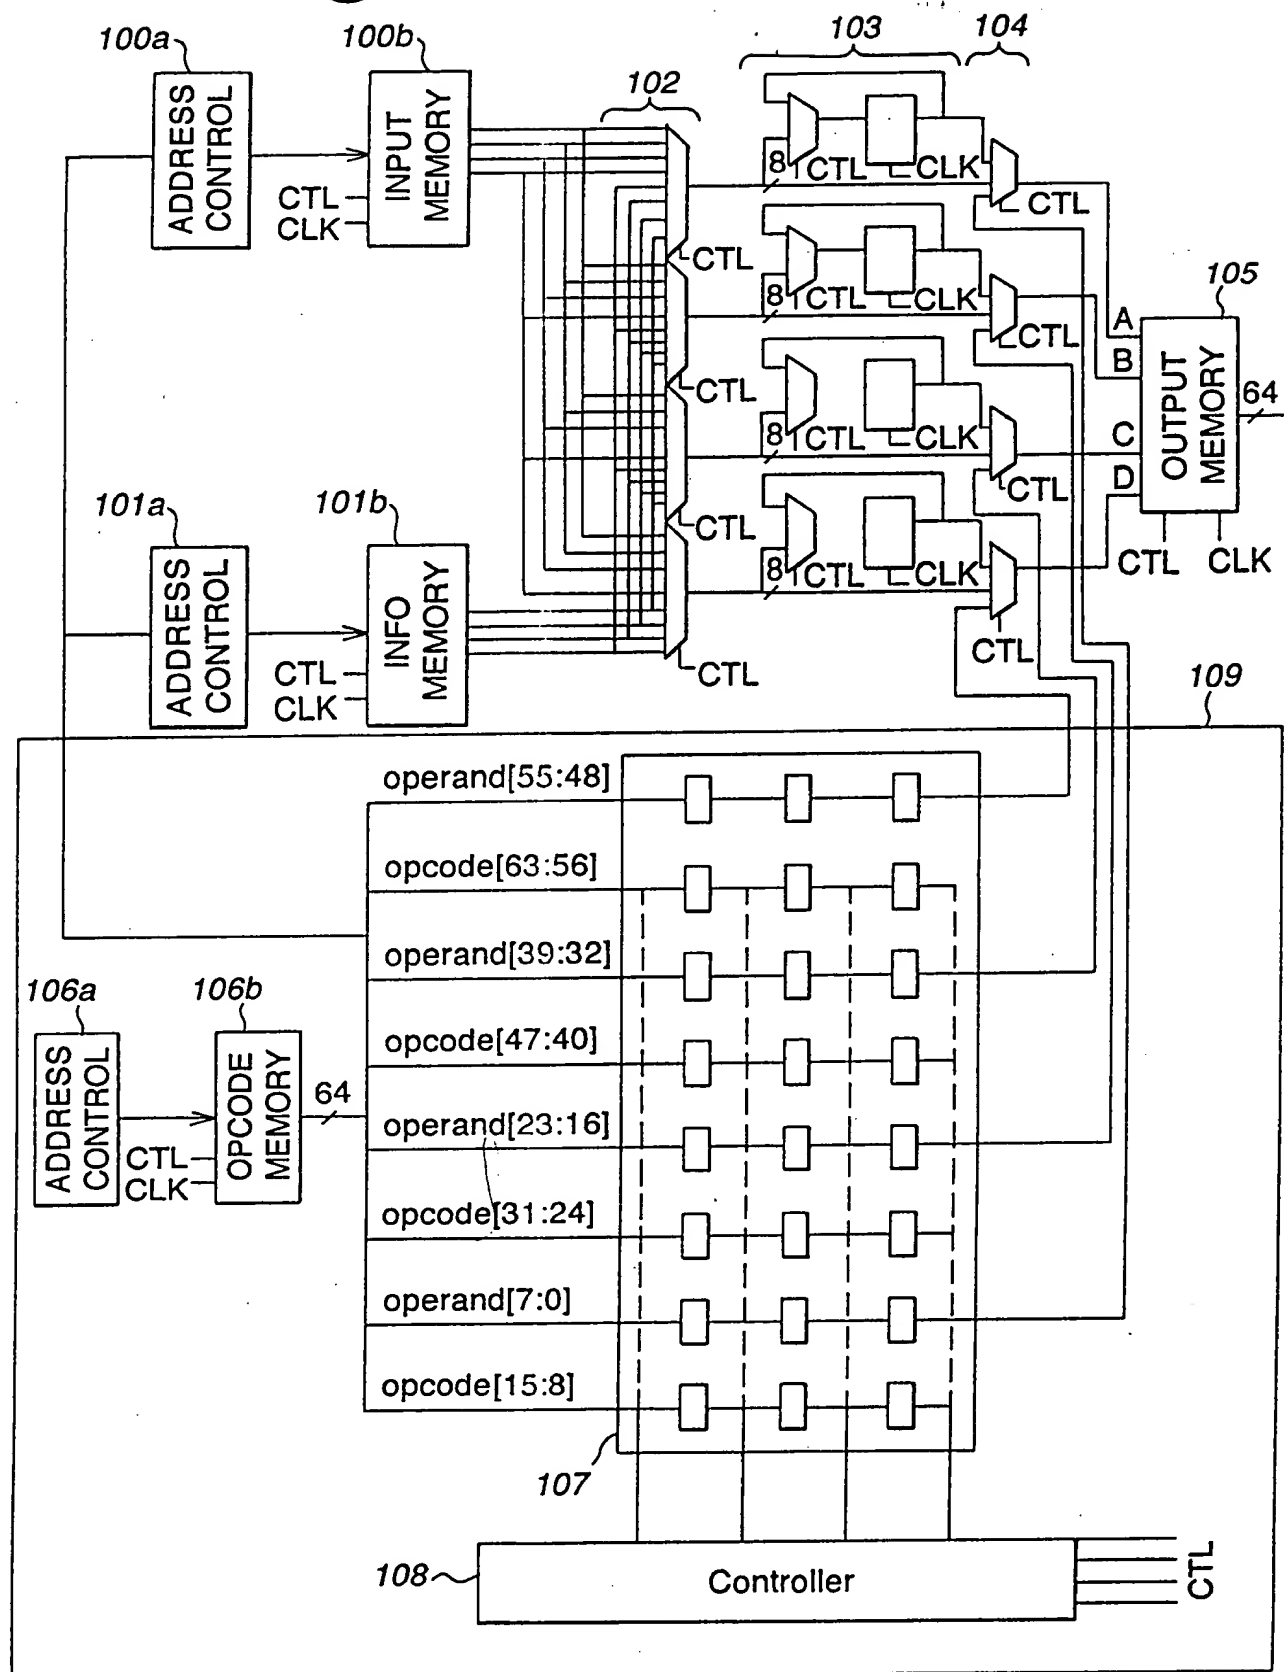 103
104
100a
100b
102
ADDRESS
CONTROL
INPUT
MEMORY
CTL
CLK
8
CTL
CLK
CTL
CTL
8
CTL
CLK
CTL
105
A
B
C
D
OUTPUT
MEMORY
64
CTL
8
CTL
CLK
CTL
101a
101b
CTL
8
CTL
CLK
CTL
CTL
CLK
ADDRESS
CONTROL
INFO
MEMORY
CTL
CLK
CTL
109
operand[55:48]
opcode[63:56]
operand[39:32]
106a
106b
opcode[47:40]
ADDRESS
CONTROL
OPCODE
MEMORY
64
CTL
CLK
operand[23:16]
opcode[31:24]
operand[7:0]
opcode[15:8]
107
108
Controller
CTL